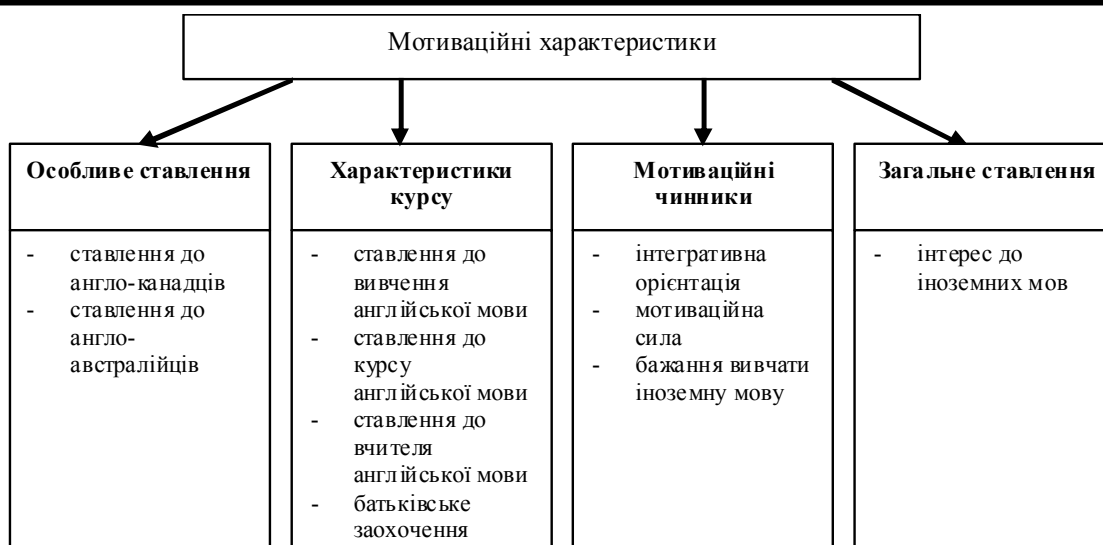 Мотиваційні характеристики
Особливе ставлення
- ставлення до
англо-канадців
- ставлення до
англо-
австралійців
Характеристики
курсу
- ставлення до
вивчення
англійської мови
- ставлення до
курсу
англійської мови
- ставлення до
вчителя
англійської мови
- батьківське
заохочення
Мотиваційні
чинники
- інтегративна
орієнтація
- мотиваційна
сила
- бажання вивчати
іноземну мову
Загальне ставлення
- інтерес до
іноземних мов